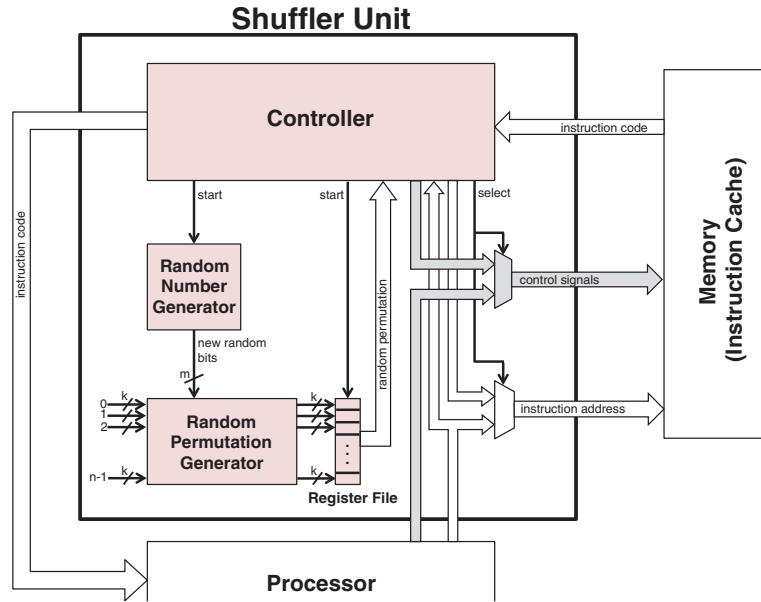 Shuffler Unit
Controller
instruction code
start
start
select
instruction code
Random
Number
Generator
random permutation
control signals
Memory
(Instruction Cache)
new random
bits
m
0
k
1
2
n-1
k
Random
Permutation
Generator
k
k
Register File
instruction address
Processor